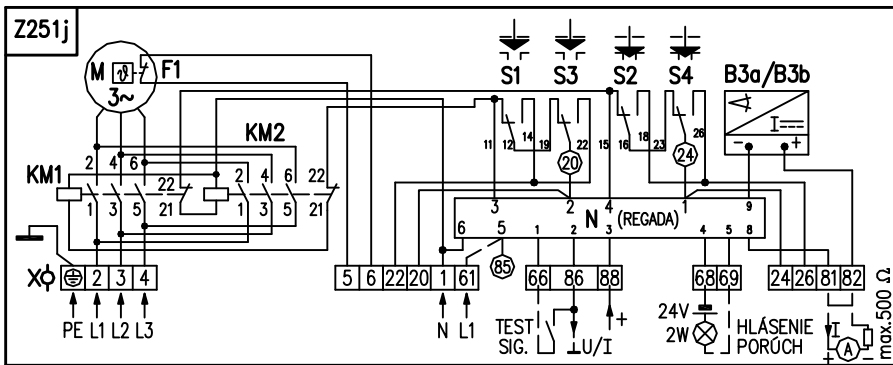 Z251j
M ϑ F1
3~
S1 S3 S2 S4 B3a/B3b
I
- +
KM2
KM1
2 4 6 22 2 4 6 22
1 3 5 21 1 3 5 21
11 12 14 19 22 15 16 18 23 26
20 24
3 2 4 1 9
N (REGADA)
6 5 1 2 3 4 5 8
85
X
2 3 4 5 6 22 20 1 61 66 86 88 68 69 24 26 81 82
PE L1 L2 L3 N L1
TEST
SIG.
U/I
+
24V
2W
HLÁSENIE
PORÚCH
I
A
+ -
max.500 Ω